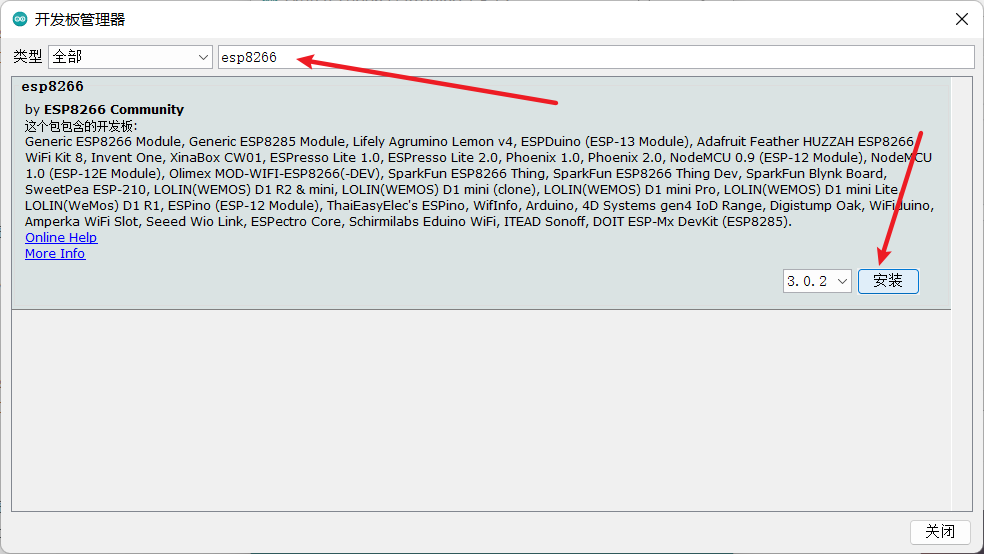 开发板管理器
类型 全部 esp8266
esp8266
by ESP8266 Community
这个包包含的开发板:
Generic ESP8266 Module, Generic ESP8285 Module, Lifely Agrumino Lemon v4, ESPDuino (ESP-13 Module), Adafruit Feather HUZZAH ESP8266,
WiFi Kit 8, Invent One, XinaBox CW01, ESPresso Lite 1.0, ESPresso Lite 2.0, Phoenix 1.0, Phoenix 2.0, NodeMCU 0.9 (ESP-12 Module), NodeMCU
1.0 (ESP-12E Module), Olimex MOD-WIFI-ESP8266(-DEV), SparkFun ESP8266 Thing, SparkFun ESP8266 Thing Dev, SparkFun Blynk Board,
SweetPea ESP-210, LOLIN(WEMOS) D1 R2 & mini, LOLIN(WEMOS) D1 mini (clone), LOLIN(WEMOS) D1 mini Pro, LOLIN(WEMOS) D1 mini Lite,
LOLIN(WeMos) D1 R1, ESPino (ESP-12 Module), ThaiEasyElec's ESPino, WifInfo, Arduino, 4D Systems gen4 IoD Range, Digistump Oak, WiFiduino,
Amperka WiFi Slot, Seeed Wio Link, ESPectro Core, Schirmilabs Eduino WiFi, ITEAD Sonoff, DOIT ESP-Mx DevKit (ESP8285).
Online Help
More Info
3.0.2 安装
关闭